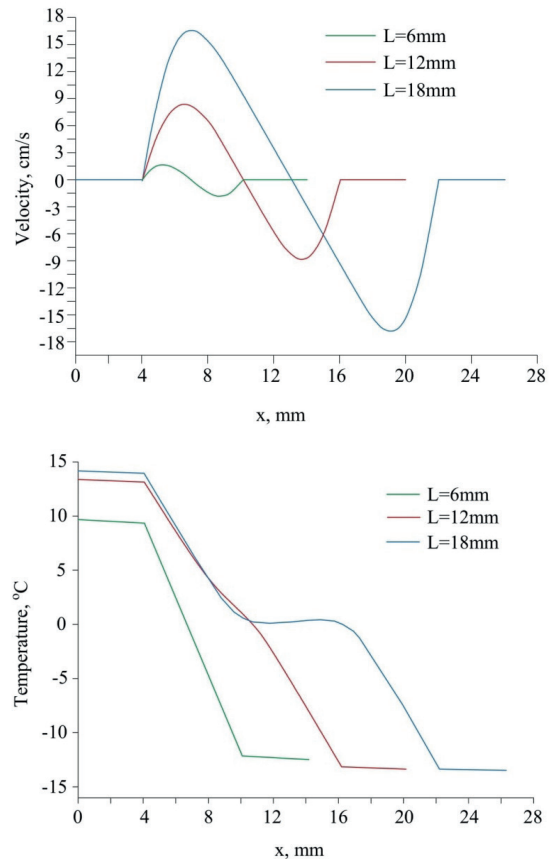 18
15
12
9
6
3
0
-3
-6
-9
-12
-15
-18
Velocity, cm/s
L=6mm
L=12mm
L=18mm
0 4 8 12 16 20 24 28
x, mm
15
10
5
0
-5
-10
-15
Temperature, °C
L=6mm
L=12mm
L=18mm
0 4 8 12 16 20 24 28
x, mm